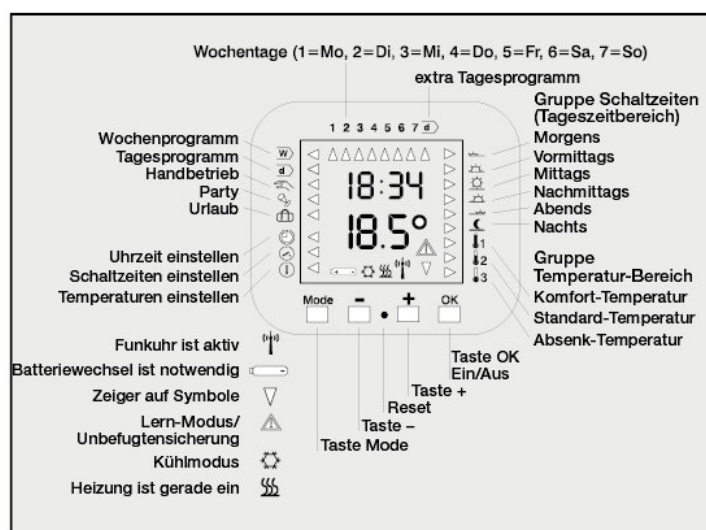 Wochentage (1=Mo, 2=Di, 3=Mi, 4=Do, 5=Fr, 6=Sa, 7=So)
extra Tagesprogramm
1 2 3 4 5 6 7 d
Gruppe Schaltzeiten
(Tageszeitbereich)
Wochenprogramm
Tagesprogramm
Handbetrieb
Party
Urlaub
w
d
Uhrzeit einstellen
Schaltzeiten einstellen
Temperaturen einstellen
18:34
18.5°
Morgens
Vormittags
Mittags
Nachmittags
Abends
Nachts
1
2
3
Gruppe
Temperatur-Bereich
Komfort-Temperatur
Standard-Temperatur
Absenk-Temperatur
Mode – + OK
Taste OK
Ein/Aus
Taste +
Reset
Taste –
Taste Mode
Funkuhr ist aktiv
Batteriewechsel ist notwendig
Zeiger auf Symbole
Lern-Modus/
Unbefugtensicherung
Kühlmodus
Heizung ist gerade ein